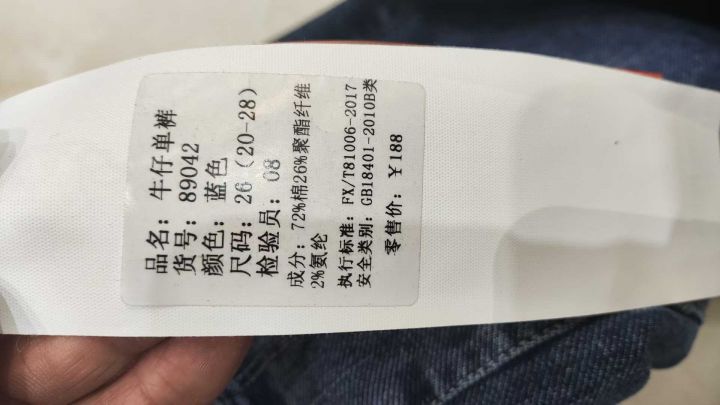 品名：牛仔单裤
货号：89042
颜色：蓝色
尺码：26（20-28）
检验员：08
成分：72%棉26%聚酯纤维
2%氨纶
执行标准：FX/T81006-2017
安全类别：GB18401-2010B类
零售价：￥188